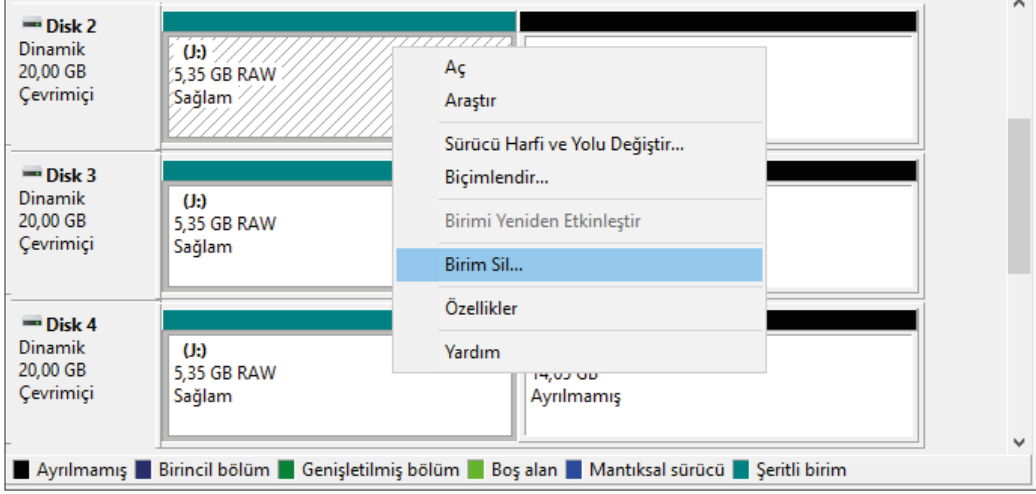 Disk 2
Dinamik
20,00 GB
Çevrimiçi
(J:)
5,35 GB RAW
Sağlam
Aç
Araştır
Sürücü Harfi ve Yolu Değiştir...
Biçimlendir...
Birimi Yeniden Etkinleştir
Birim Sil...
Özellikler
Yardım
Disk 3
Dinamik
20,00 GB
Çevrimiçi
(J:)
5,35 GB RAW
Sağlam
Disk 4
Dinamik
20,00 GB
Çevrimiçi
(J:)
5,35 GB RAW
Sağlam
Ayrılmamış
Ayrılmamış Birincil bölüm Genişletilmiş bölüm Boş alan Mantıksal sürücü Şeritli birim